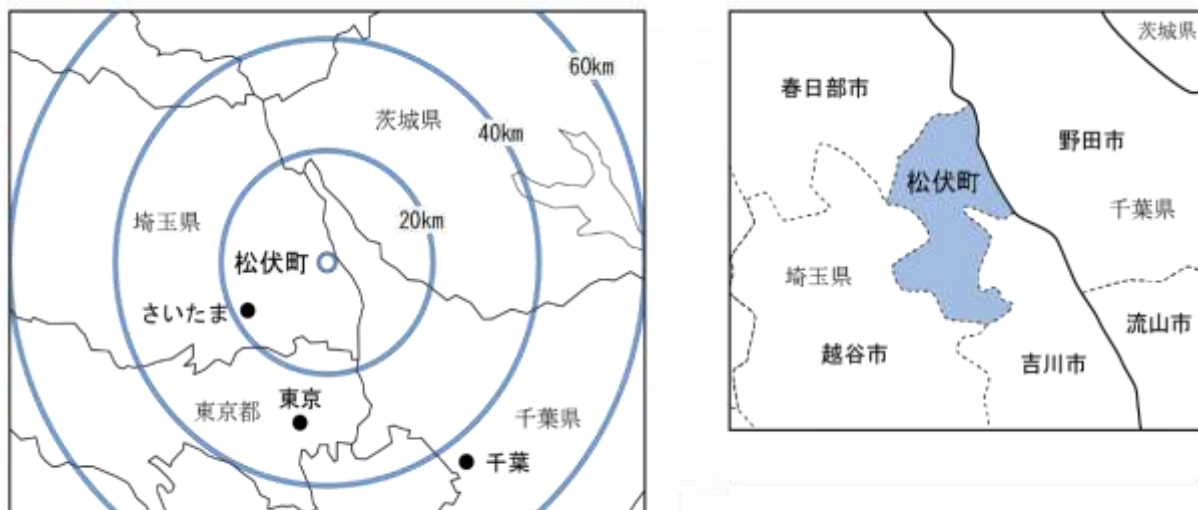 60km
茨城県
40km
埼玉県
20km
松伏町
さいたま
東京
東京都
千葉県
千葉
茨城県
春日部市
野田市
松伏町
千葉県
埼玉県
流山市
越谷市
吉川市